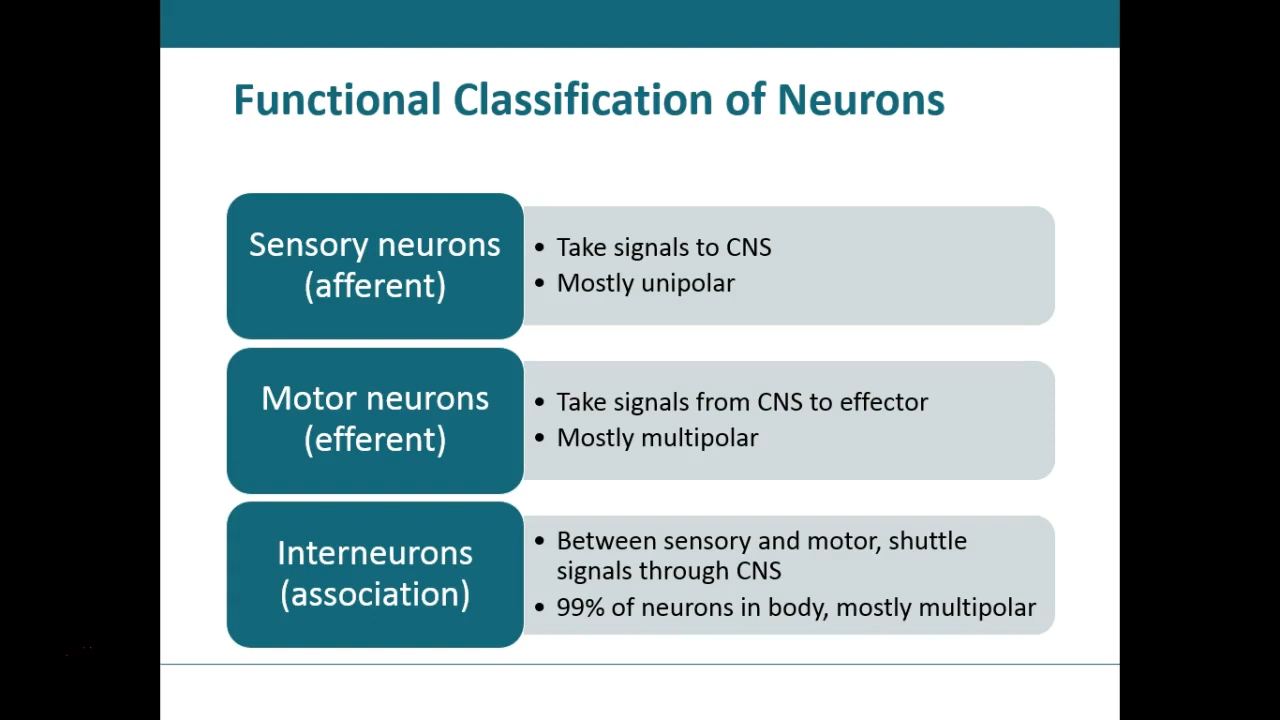 Functional Classification of Neurons
Sensory neurons
(afferent)
• Take signals to CNS
• Mostly unipolar
Motor neurons
(efferent)
• Take signals from CNS to effector
• Mostly multipolar
Interneurons
(association)
• Between sensory and motor, shuttle
signals through CNS
• 99% of neurons in body, mostly multipolar